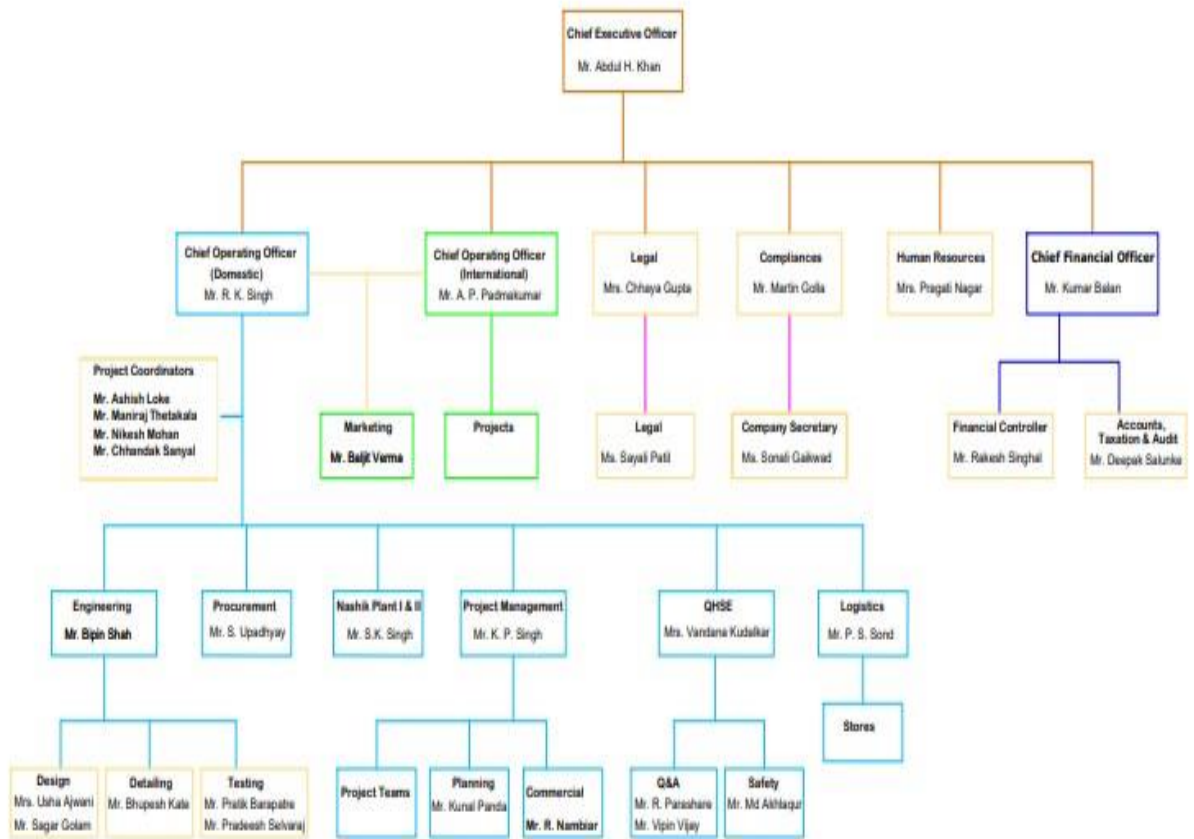 Chief Executive Officer
Mr. Abdul H. Khan
Chief Operating Officer
(Domestic)
Mr. R. K. Singh
Chief Operating Officer
(International)
Mr. A. P. Padmakumar
Legal
Mrs. Chhaya Gupta
Compliances
Mr. Martin Golla
Human Resources
Mrs. Pragati Nagar
Chief Financial Officer
Mr. Kumar Balan
Project Coordinators
Mr. Ashish Loke
Mr. Maniraj Thetakala
Mr. Nikesh Mohan
Mr. Chhandak Sanyal
Marketing
Mr. Baljit Verma
Projects
Legal
Ms. Sayali Patil
Company Secretary
Ms. Sonali Gaikwad
Financial Controller
Mr. Rakesh Singhal
Accounts,
Taxation & Audit
Mr. Deepak Salunke
Engineering
Mr. Bipin Shah
Procurement
Mr. S. Upadhyay
Nashik Plant I & II
Mr. S.K. Singh
Project Management
Mr. K. P. Singh
QHSE
Mrs. Vandana Kudalkar
Logistics
Mr. P. S. Sond
Stores
Design
Mrs. Usha Ajwani
Mr. Sagar Golam
Detailing
Mr. Bhupesh Kate
Testing
Mr. Pratik Barapatre
Mr. Pradeesh Selvaraj
Project Teams
Planning
Mr. Kunal Panda
Commercial
Mr. R. Nambiar
Q&A
Mr. R. Parashare
Mr. Vipin Vijay
Safety
Mr. Md Akhlaqur